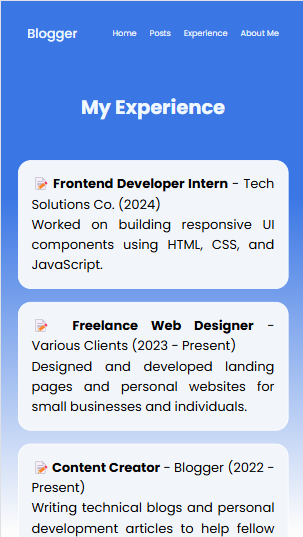 Blogger Home Posts Experience About Me
My Experience
📝 Frontend Developer Intern - Tech
Solutions Co. (2024)
Worked on building responsive UI
components using HTML, CSS, and
JavaScript.
📝 Freelance Web Designer -
Various Clients (2023 - Present)
Designed and developed landing
pages and personal websites for
small businesses and individuals.
📝 Content Creator - Blogger (2022 -
Present)
Writing technical blogs and personal
development articles to help fellow